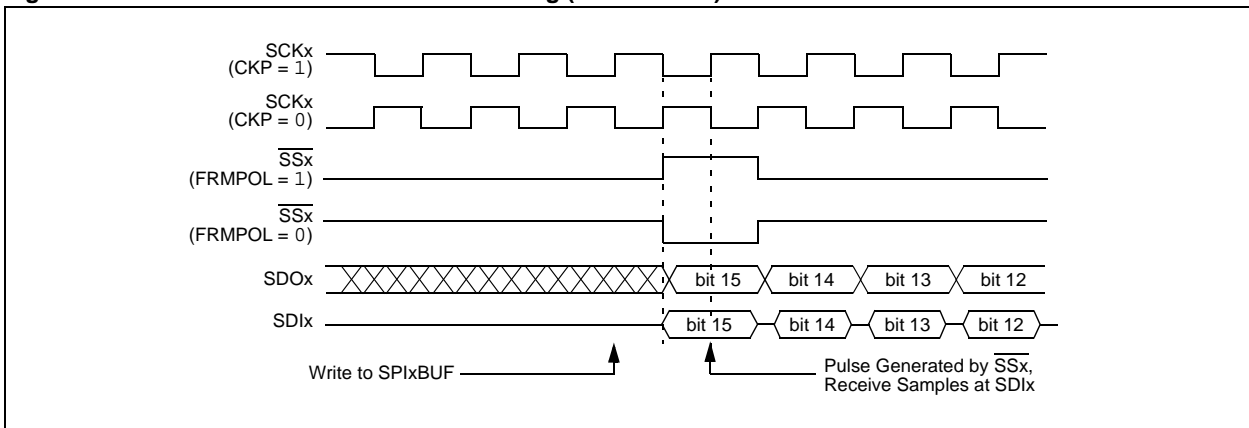 SCKx
(CKP = 1)
SCKx
(CKP = 0)
SSx
(FRMPOL = 1)
SSx
(FRMPOL = 0)
SDOx
bit 15
bit 14
bit 13
bit 12
SDIx
bit 15
bit 14
bit 13
bit 12
Write to SPIxBUF
Pulse Generated by SSx,
Receive Samples at SDIx